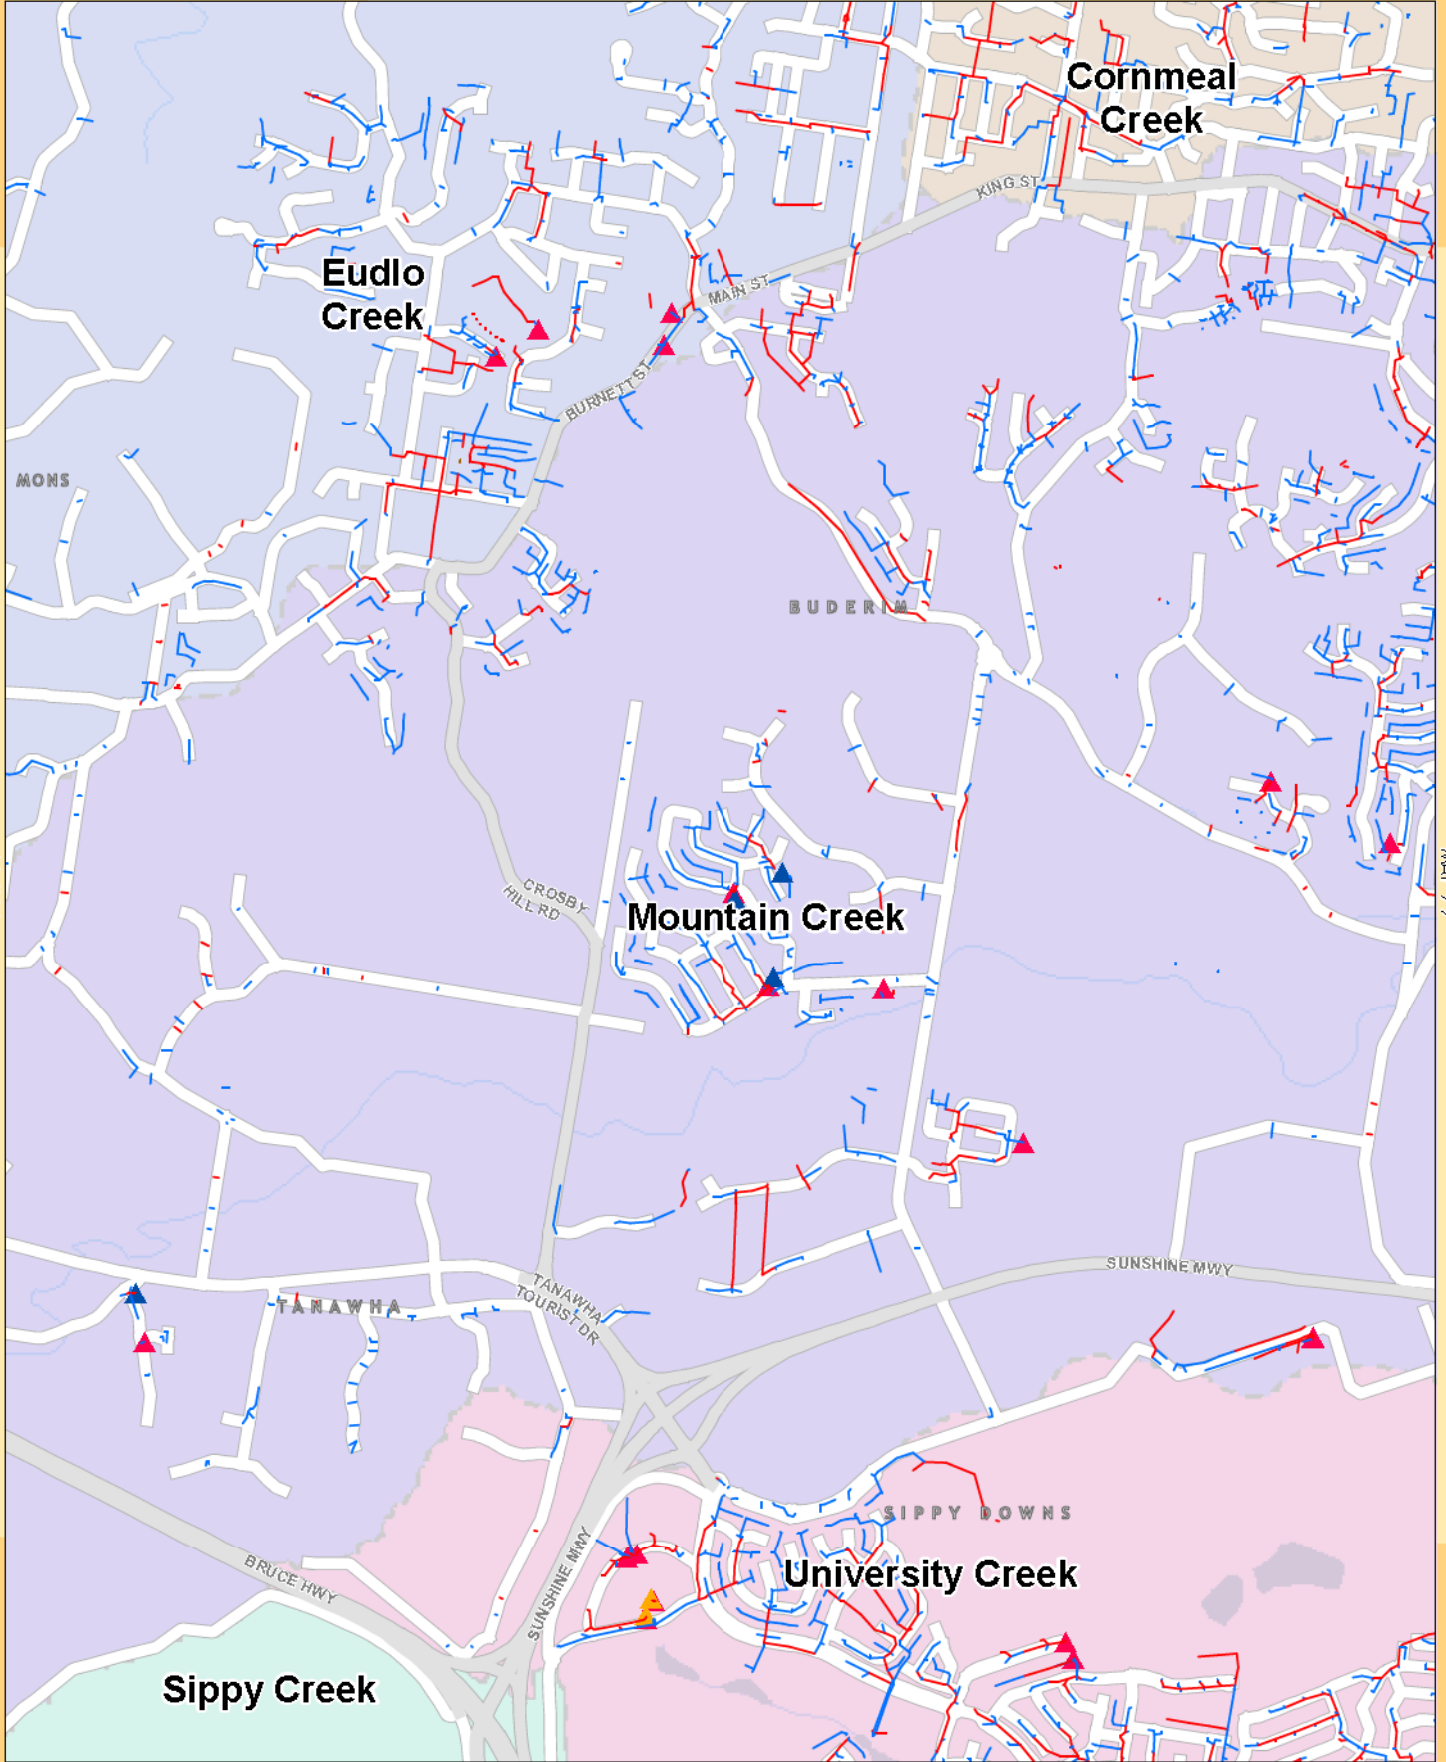 Cornmeal
Creek
KING ST
Eudlo
Creek
MAIN ST
BURNETT ST
MONS
BUDERIM
CROSBY
HILL RD
Mountain Creek
SUNSHINE MWY
TANAWHA
TOURIST DR
TANAWHA
SIPPY DOWNS
University Creek
BRUCE HWY
SUNSHINE MWY
Sippy Creek